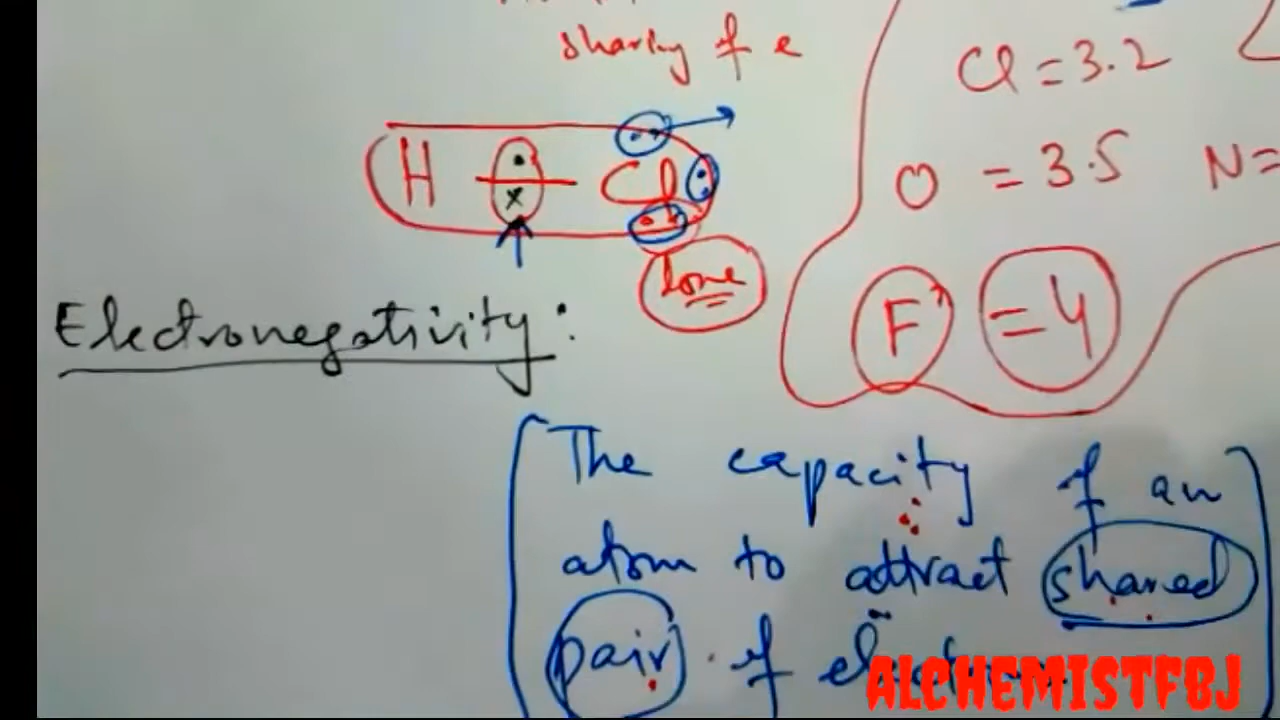 sharing of e
Cl = 3.2
H Cl
O = 3.5 N =
lone
F = 4
Electronegativity:
The capacity of an
atom to attract shared
pair of
ALCHEMISTFBJ